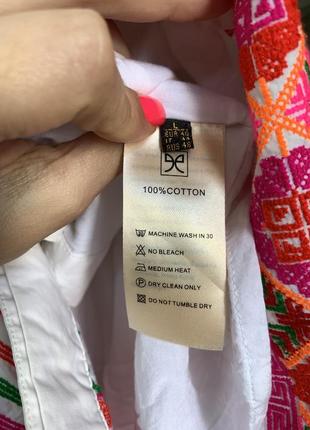 L
EUR 40
IT 44
RUS 46
100%COTTON
MACHINE WASH IN 30
NO BLEACH
MEDIUM HEAT
DRY CLEAN ONLY
DO NOT TUMBLE DRY